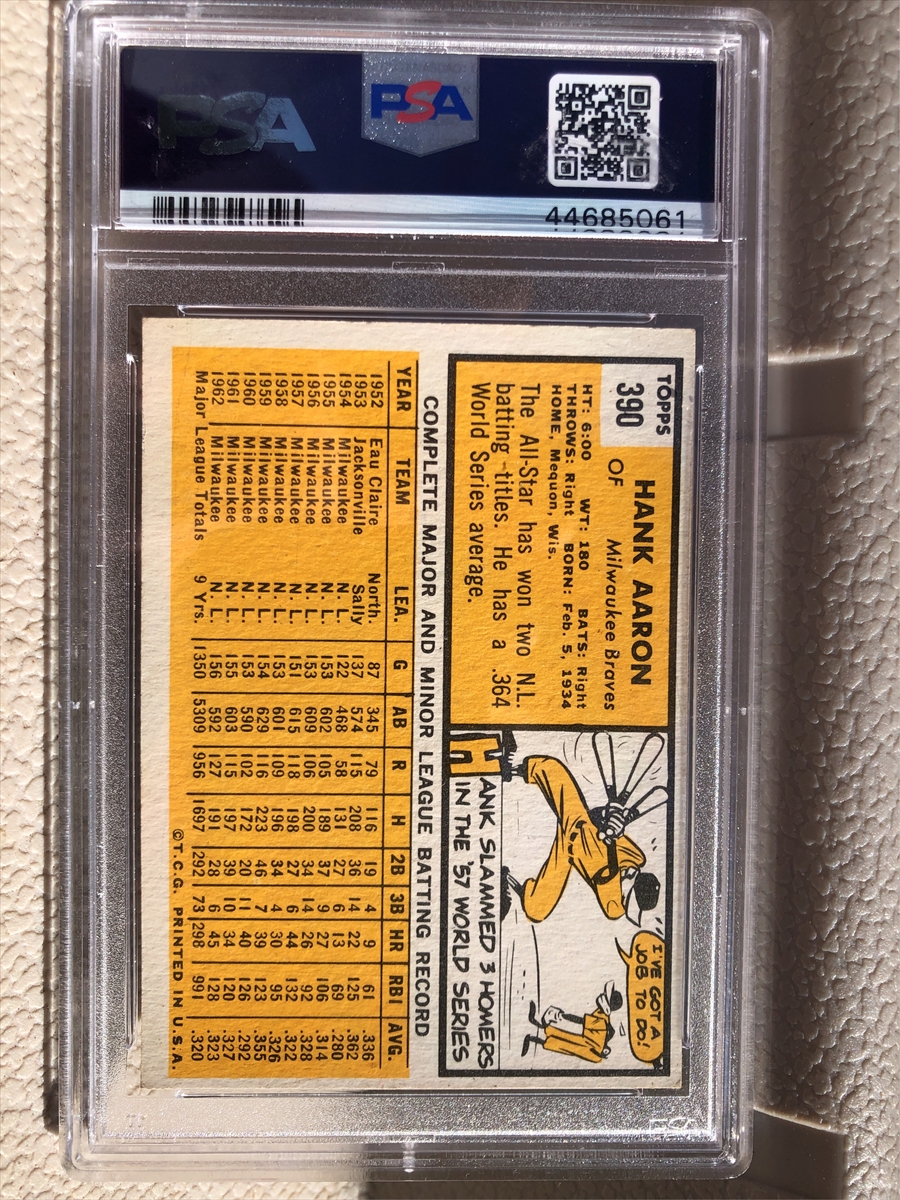 PSA
PSA
44685061
TOPPS
390
HANK AARON
OF Milwaukee Braves
HT: 6:00 WT: 180 BATS: Right
THROWS: Right BORN: Feb. 5, 1934
HOME, Mequon, Wis.
The All-Star has won two N.L.
batting -titles. He has a .364
World Series average.
I'VE GOT A
JOB TO DO!
HANK SLAMMED 3 HOMERS
IN THE '57 WORLD SERIES
COMPLETE MAJOR AND MINOR LEAGUE BATTING RECORD
YEAR TEAM LEA. G AB R H 2B 3B HR RBI AVG.
1952 Eau Claire North. 87 345 79 116 19 4 9 61 .336
1953 Jacksonville Sally 137 574 115 208 36 14 22 125 .362
1954 Milwaukee N. L. 122 468 58 131 27 6 13 69 .280
1955 Milwaukee N. L. 153 602 105 189 37 9 27 106 .314
1956 Milwaukee N. L. 153 609 106 200 34 14 26 92 .328
1957 Milwaukee N. L. 151 615 118 198 27 6 44 132 .322
1958 Milwaukee N. L. 153 601 109 196 34 4 30 95 .326
1959 Milwaukee N. L. 154 629 116 223 46 7 39 123 .355
1960 Milwaukee N. L. 153 590 102 172 20 11 40 126 .292
1961 Milwaukee N. L. 155 603 115 197 39 10 34 120 .327
1962 Milwaukee N. L. 156 592 127 191 28 6 45 128 .323
Major League Totals 9 Yrs. 1350 5309 956 1697 292 73 298 991 .320
©T.C.G. PRINTED IN U.S.A.
PSA